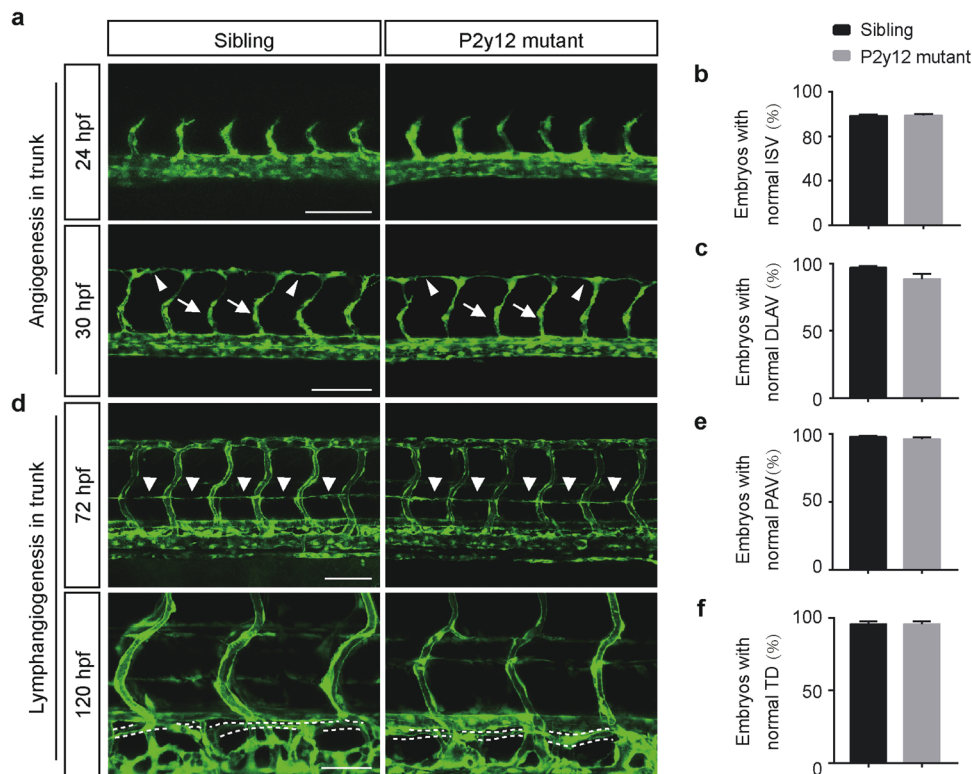 a
Sibling
P2y12 mutant
Angiogenesis in trunk
24 hpf
30 hpf
d
Lymphangiogenesis in trunk
72 hpf
120 hpf
Sibling
P2y12 mutant
b
Embryos with
normal ISV (%)
100
80
0
c
Embryos with
normal DLAV (%)
100
50
0
e
Embryos with
normal PAV(%)
100
50
0
f
Embryos with
normal TD (%)
100
50
0